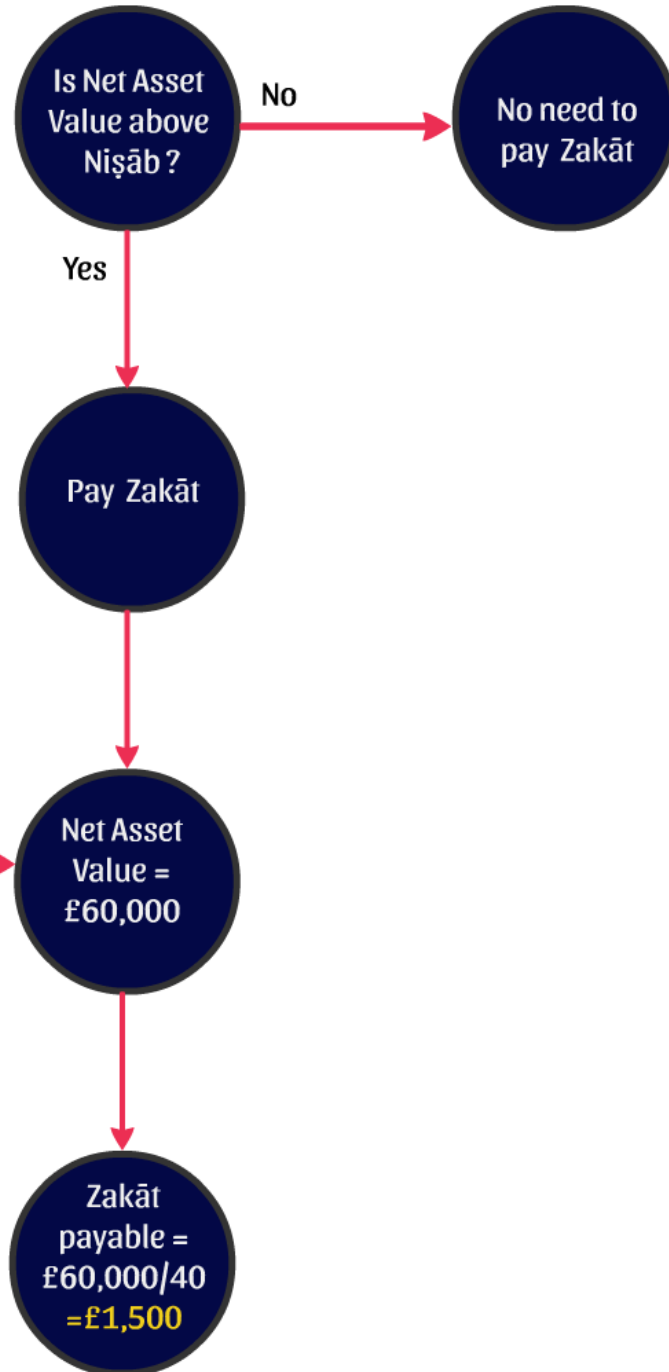 Is Net Asset
Value above
Niṣāb ?
No
No need to
pay Zakāt
Yes
Pay Zakāt
Net Asset
Value =
£60,000
Zakāt
payable =
£60,000/40
=£1,500